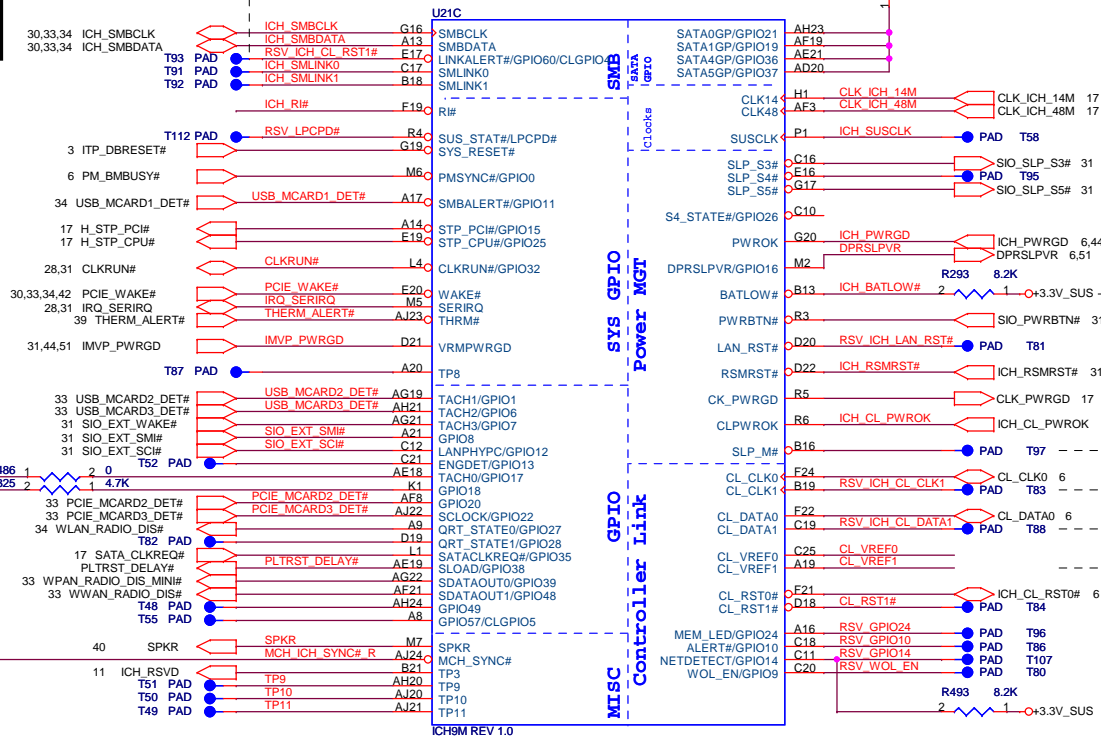 U21C
30,33,34 ICH_SMBCLK ICH_SMBCLK G16 SMBCLK
30,33,34 ICH_SMBDATA ICH_SMBDATA A13 SMBDATA
T93 PAD RSV_ICH_CL_RST1# E17 LINKALERT#/GPIO60/CLGPIO4
T91 PAD ICH_SMLINK0 C17 SMLINK0
T92 PAD ICH_SMLINK1 B18 SMLINK1
ICH_RI# F19 RI#
T112 PAD RSV_LPCPD# R4 SUS_STAT#/LPCPD#
3 ITP_DBRESET# G19 SYS_RESET#
6 PM_BMBUSY# M6 PMSYNC#/GPIO0
34 USB_MCARD1_DET# USB_MCARD1_DET# A17 SMBALERT#/GPIO11
17 H_STP_PCI# A14 STP_PCI#/GPIO15
17 H_STP_CPU# E19 STP_CPU#/GPIO25
28,31 CLKRUN# CLKRUN# L4 CLKRUN#/GPIO32
30,33,34,42 PCIE_WAKE# PCIE_WAKE# E20 WAKE#
28,31 IRQ_SERIRQ IRQ_SERIRQ M5 SERIRQ
39 THERM_ALERT# THERM_ALERT# AJ23 THRM#
31,44,51 IMVP_PWRGD IMVP_PWRGD D21 VRMPWRGD
T87 PAD A20 TP8
33 USB_MCARD2_DET# USB_MCARD2_DET# AG19 TACH1/GPIO1
33 USB_MCARD3_DET# USB_MCARD3_DET# AH21 TACH2/GPIO6
31 SIO_EXT_WAKE# AG21 TACH3/GPIO7
31 SIO_EXT_SMI# SIO_EXT_SMI# A21 GPIO8
31 SIO_EXT_SCI# SIO_EXT_SCI# C12 LANPHYPC/GPIO12
T52 PAD C21 ENGDET/GPIO13
486 1 2 0 AE18 TACH0/GPIO17
825 2 1 4.7K K1 GPIO18
33 PCIE_MCARD2_DET# PCIE_MCARD2_DET# AF8 GPIO20
33 PCIE_MCARD3_DET# PCIE_MCARD3_DET# AJ22 SCLOCK/GPIO22
34 WLAN_RADIO_DIS# A9 QRT_STATE0/GPIO27
T82 PAD D19 QRT_STATE1/GPIO28
17 SATA_CLKREQ# L1 SATACLKREQ#/GPIO35
PLTRST_DELAY# PLTRST_DELAY# AE19 SLOAD/GPIO38
33 WPAN_RADIO_DIS_MINI# AG22 SDATAOUT0/GPIO39
33 WWAN_RADIO_DIS# AF21 SDATAOUT1/GPIO48
T48 PAD AH24 GPIO49
T55 PAD A8 GPIO57/CLGPIO5
40 SPKR SPKR M7 SPKR
MCH_ICH_SYNC#_R AJ24 MCH_SYNC#
11 ICH_RSVD B21 TP3
T51 PAD TP9 AH20 TP9
T50 PAD TP10 AJ20 TP10
T49 PAD TP11 AJ21 TP11
ICH9M REV 1.0
SMB
SATA
GPIO
Clocks
SYS GPIO
Power MGT
GPIO
Controller Link
MISC
1
SATA0GP/GPIO21 AH23
SATA1GP/GPIO19 AF19
SATA4GP/GPIO36 AE21
SATA5GP/GPIO37 AD20
CLK14 H1 CLK_ICH_14M CLK_ICH_14M 17
CLK48 AF3 CLK_ICH_48M CLK_ICH_48M 17
SUSCLK P1 ICH_SUSCLK PAD T58
SLP_S3# C16 SIO_SLP_S3# 31
SLP_S4# E16 PAD T95
SLP_S5# G17 SIO_SLP_S5# 31
S4_STATE#/GPIO26 C10
PWROK G20 ICH_PWRGD 6,44
DPRSLPVR/GPIO16 M2 DPRSLPVR DPRSLPVR 6,51
BATLOW# B13 ICH_BATLOW# R293 8.2K 2 1 +3.3V_SUS
PWRBTN# R3 SIO_PWRBTN# 31
LAN_RST# D20 RSV_ICH_LAN_RST# PAD T81
RSMRST# D22 ICH_RSMRST# ICH_RSMRST# 31
CK_PWRGD R5 CLK_PWRGD 17
CLPWROK R6 ICH_CL_PWROK ICH_CL_PWROK
SLP_M# B16 PAD T97
CL_CLK0 F24 CL_CLK0 6
CL_CLK1 B19 RSV_ICH_CL_CLK1 PAD T83
CL_DATA0 F22 CL_DATA0 6
CL_DATA1 C19 RSV_ICH_CL_DATA1 PAD T88
CL_VREF0 C25 CL_VREF0
CL_VREF1 A19 CL_VREF1
CL_RST0# F21 ICH_CL_RST0# 6
CL_RST1# D18 CL_RST1# PAD T84
MEM_LED/GPIO24 A16 RSV_GPIO24 PAD T96
ALERT#/GPIO10 C18 RSV_GPIO10 PAD T86
NETDETECT/GPIO14 C11 RSV_GPIO14 PAD T107
WOL_EN/GPIO9 C20 RSV_WOL_EN PAD T80
R493 8.2K
2 1 +3.3V_SUS